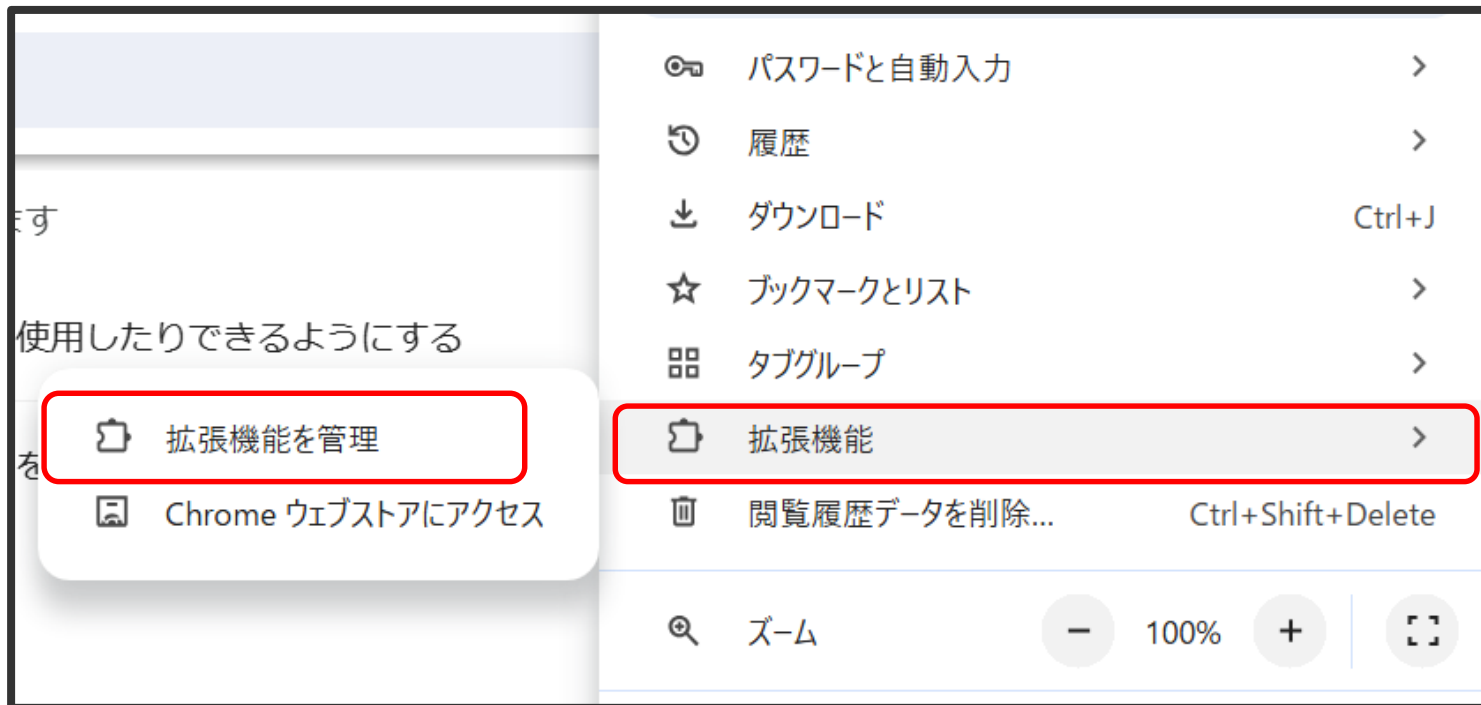 パスワードと自動入力
履歴
ダウンロード Ctrl+J
ブックマークとリスト
タブグループ
拡張機能
閲覧履歴データを削除... Ctrl+Shift+Delete
ズーム − 100% +
ます
使用したりできるようにする
を
拡張機能を管理
Chrome ウェブストアにアクセス